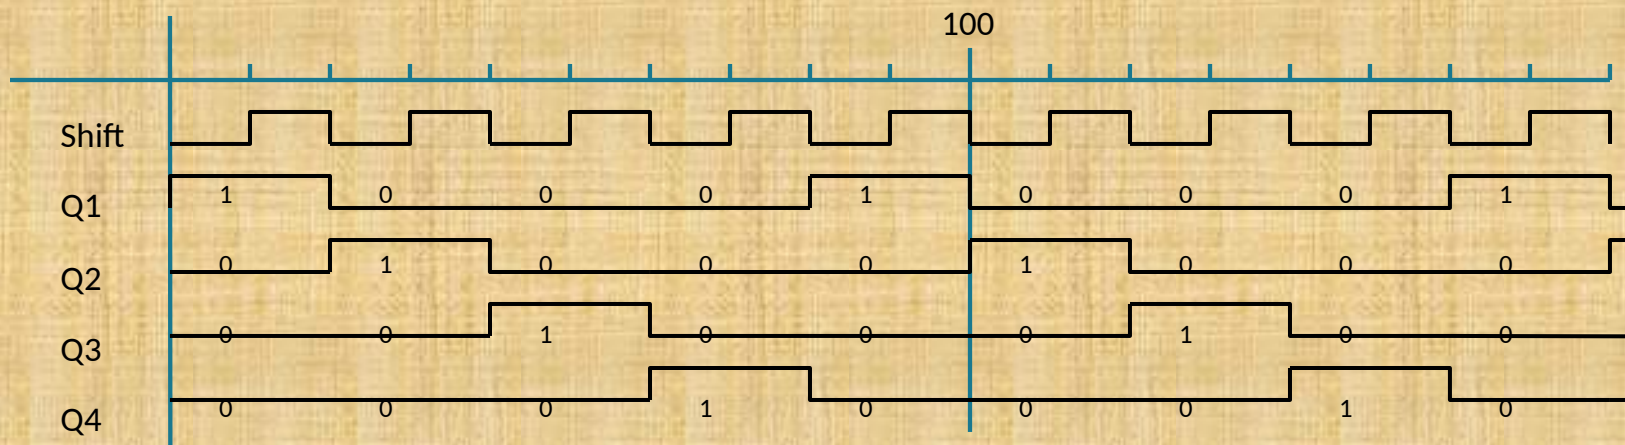 100
Shift
Q1 1 0 0 0 1 0 0 0 1
Q2 0 1 0 0 0 1 0 0 0
Q3 0 0 1 0 0 0 1 0 0
Q4 0 0 0 1 0 0 0 1 0